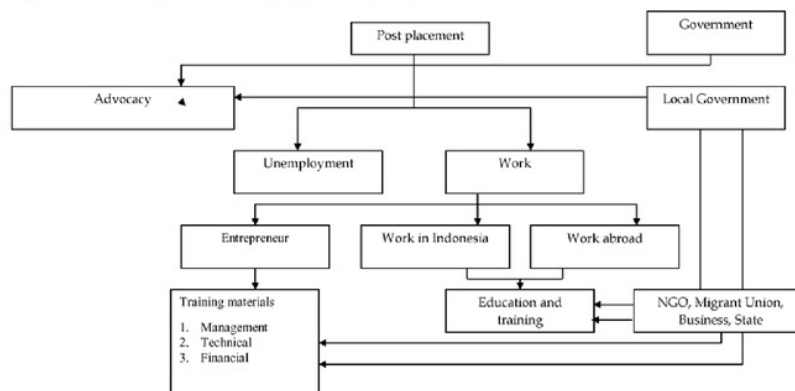 Government
Post placement
Advocacy
Local Government
Unemployment
Work
Entrepreneur
Work in Indonesia
Work abroad
Training materials
1. Management
2. Technical
3. Financial
Education and
training
NGO, Migrant Union,
Business, State